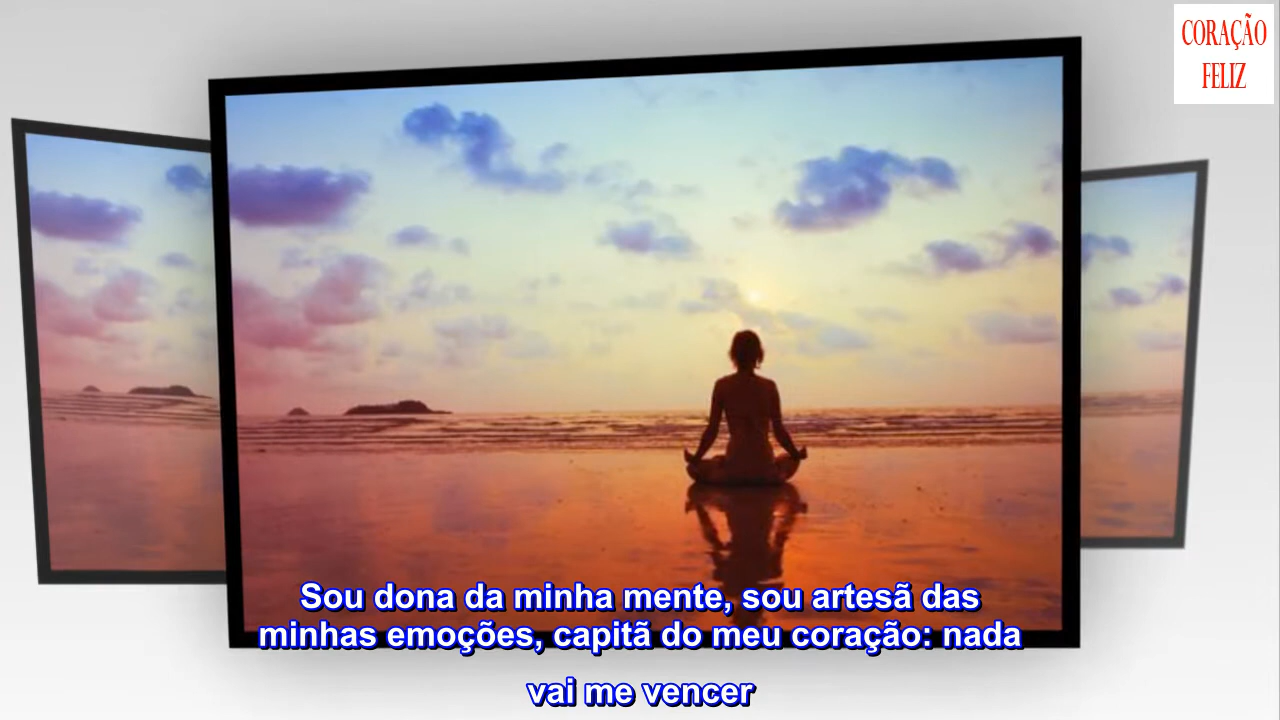 CORAÇÃO
FELIZ
Sou dona da minha mente, sou artesã das
minhas emoções, capitã do meu coração: nada
vai me vencer